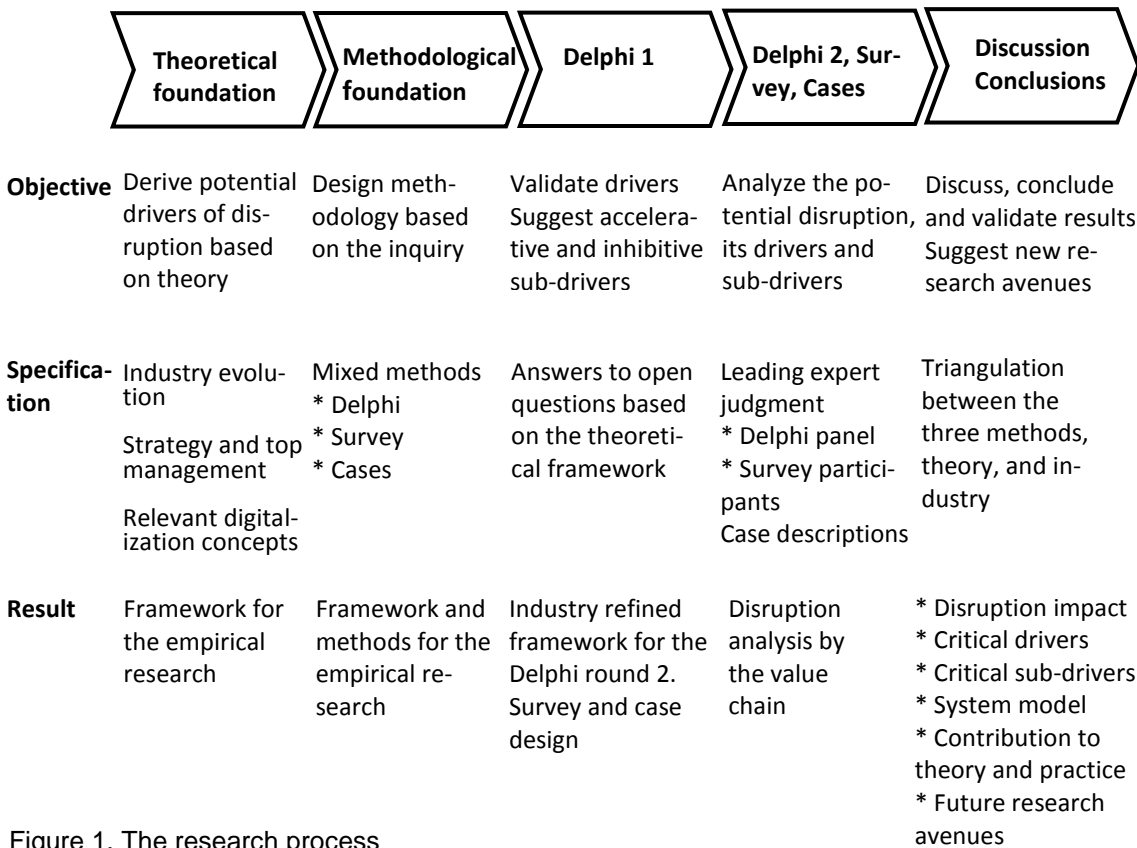 Theoretical
foundation
Methodological
foundation
Delphi 1
Delphi 2, Sur-
vey, Cases
Discussion
Conclusions
Objective
Derive potential
drivers of dis-
ruption based
on theory
Design meth-
odology based
on the inquiry
Validate drivers
Suggest accelera-
tive and inhibitive
sub-drivers
Analyze the po-
tential disruption,
its drivers and
sub-drivers
Discuss, conclude
and validate results
Suggest new re-
search avenues
Specifica-
tion
Industry evolu-
tion
Strategy and top
management
Relevant digital-
ization concepts
Mixed methods
* Delphi
* Survey
* Cases
Answers to open
questions based
on the theoreti-
cal framework
Leading expert
judgment
* Delphi panel
* Survey partici-
pants
Case descriptions
Triangulation
between the
three methods,
theory, and in-
dustry
Result
Framework for
the empirical
research
Framework and
methods for the
empirical re-
search
Industry refined
framework for the
Delphi round 2.
Survey and case
design
Disruption
analysis by
the value
chain
* Disruption impact
* Critical drivers
* Critical sub-drivers
* System model
* Contribution to
theory and practice
* Future research
avenues
Figure 1. The research process